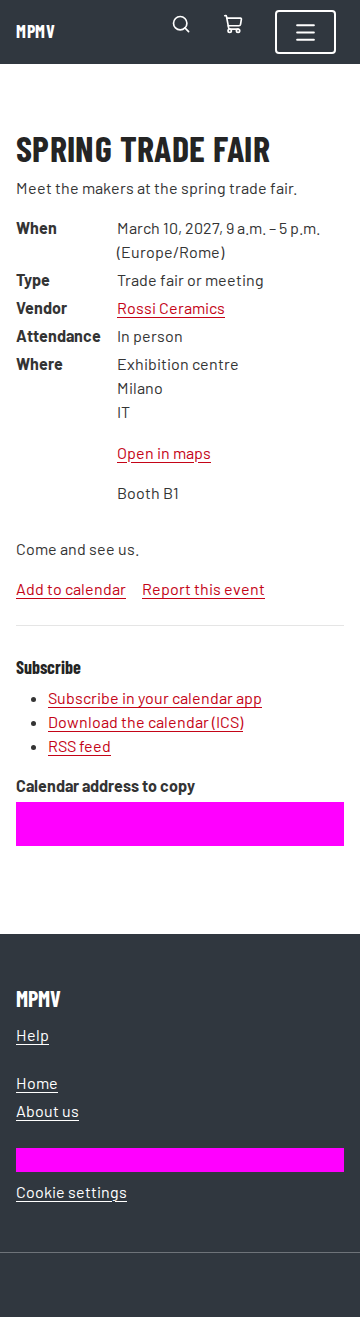 MPMV
SPRING TRADE FAIR
Meet the makers at the spring trade fair.
When
March 10, 2027, 9 a.m. – 5 p.m.
(Europe/Rome)
Type
Trade fair or meeting
Vendor
Rossi Ceramics
Attendance
In person
Where
Exhibition centre
Milano
IT
Open in maps
Booth B1
Come and see us.
Add to calendar
Report this event
Subscribe
Subscribe in your calendar app
Download the calendar (ICS)
RSS feed
Calendar address to copy
MPMV
Help
Home
About us
Cookie settings